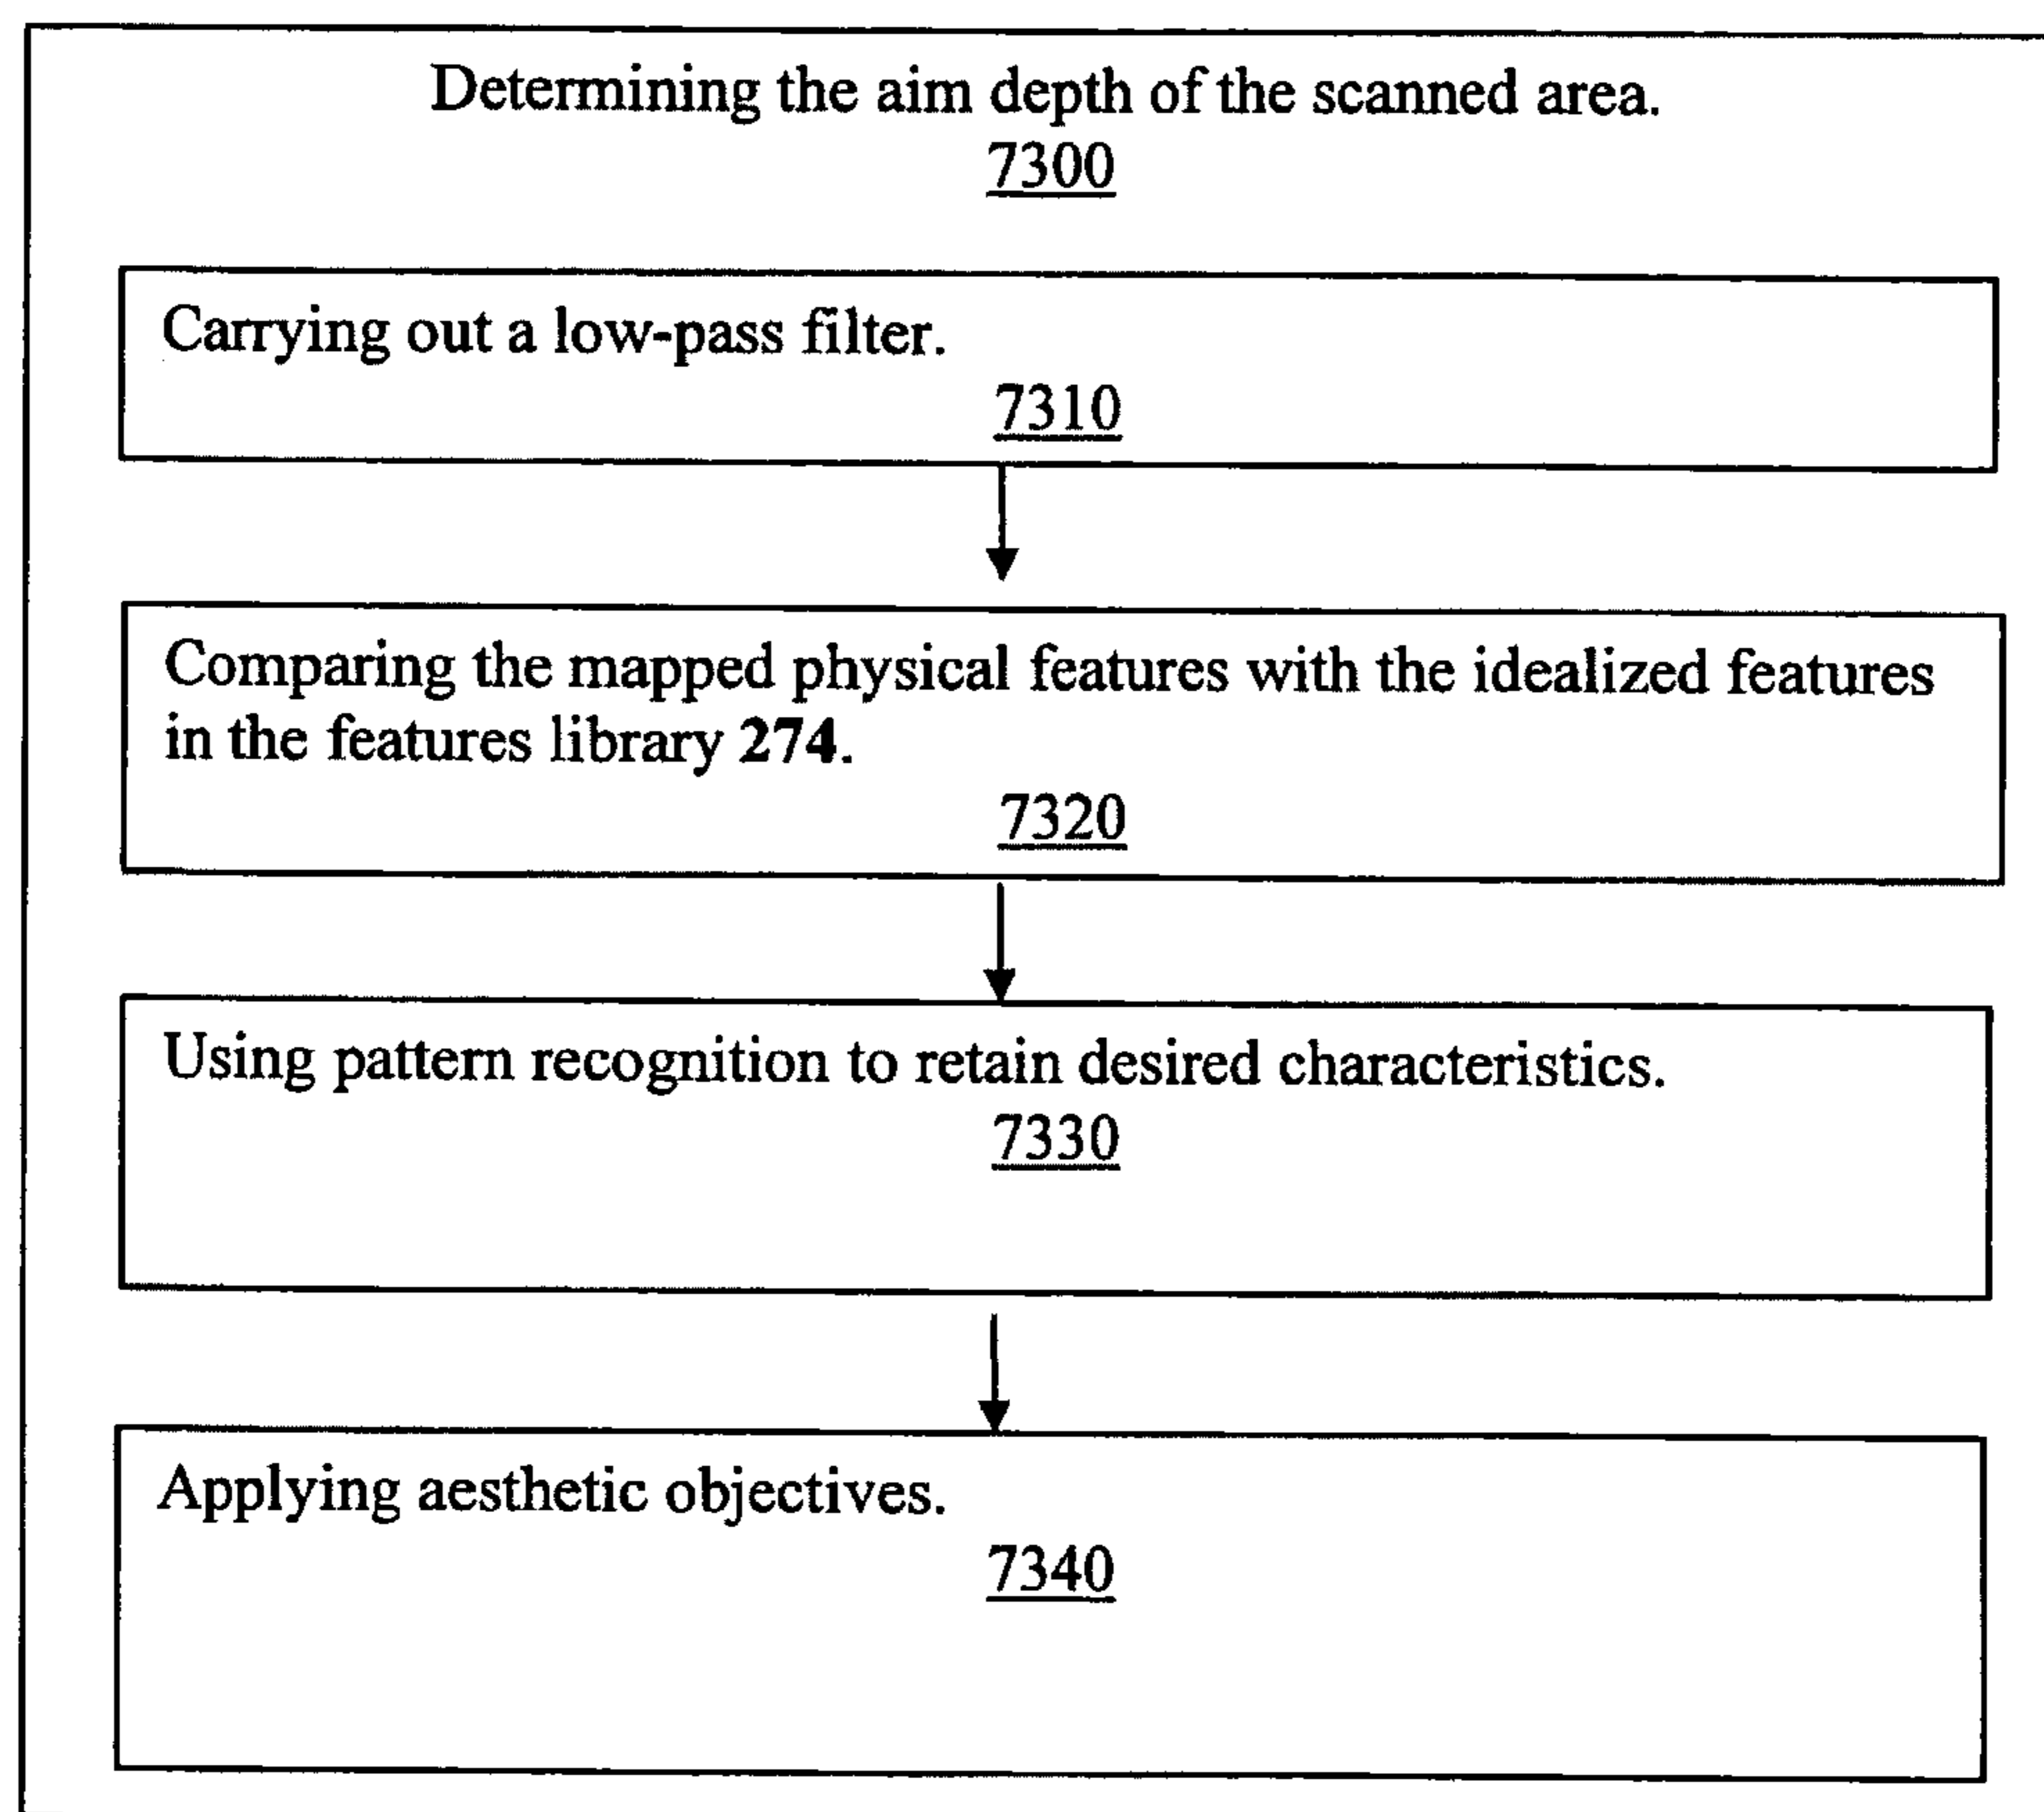 Determining the aim depth of the scanned area.
7300
Carrying out a low-pass filter.
7310
Comparing the mapped physical features with the idealized features
in the features library 274.
7320
Using pattern recognition to retain desired characteristics.
7330
Applying aesthetic objectives.
7340